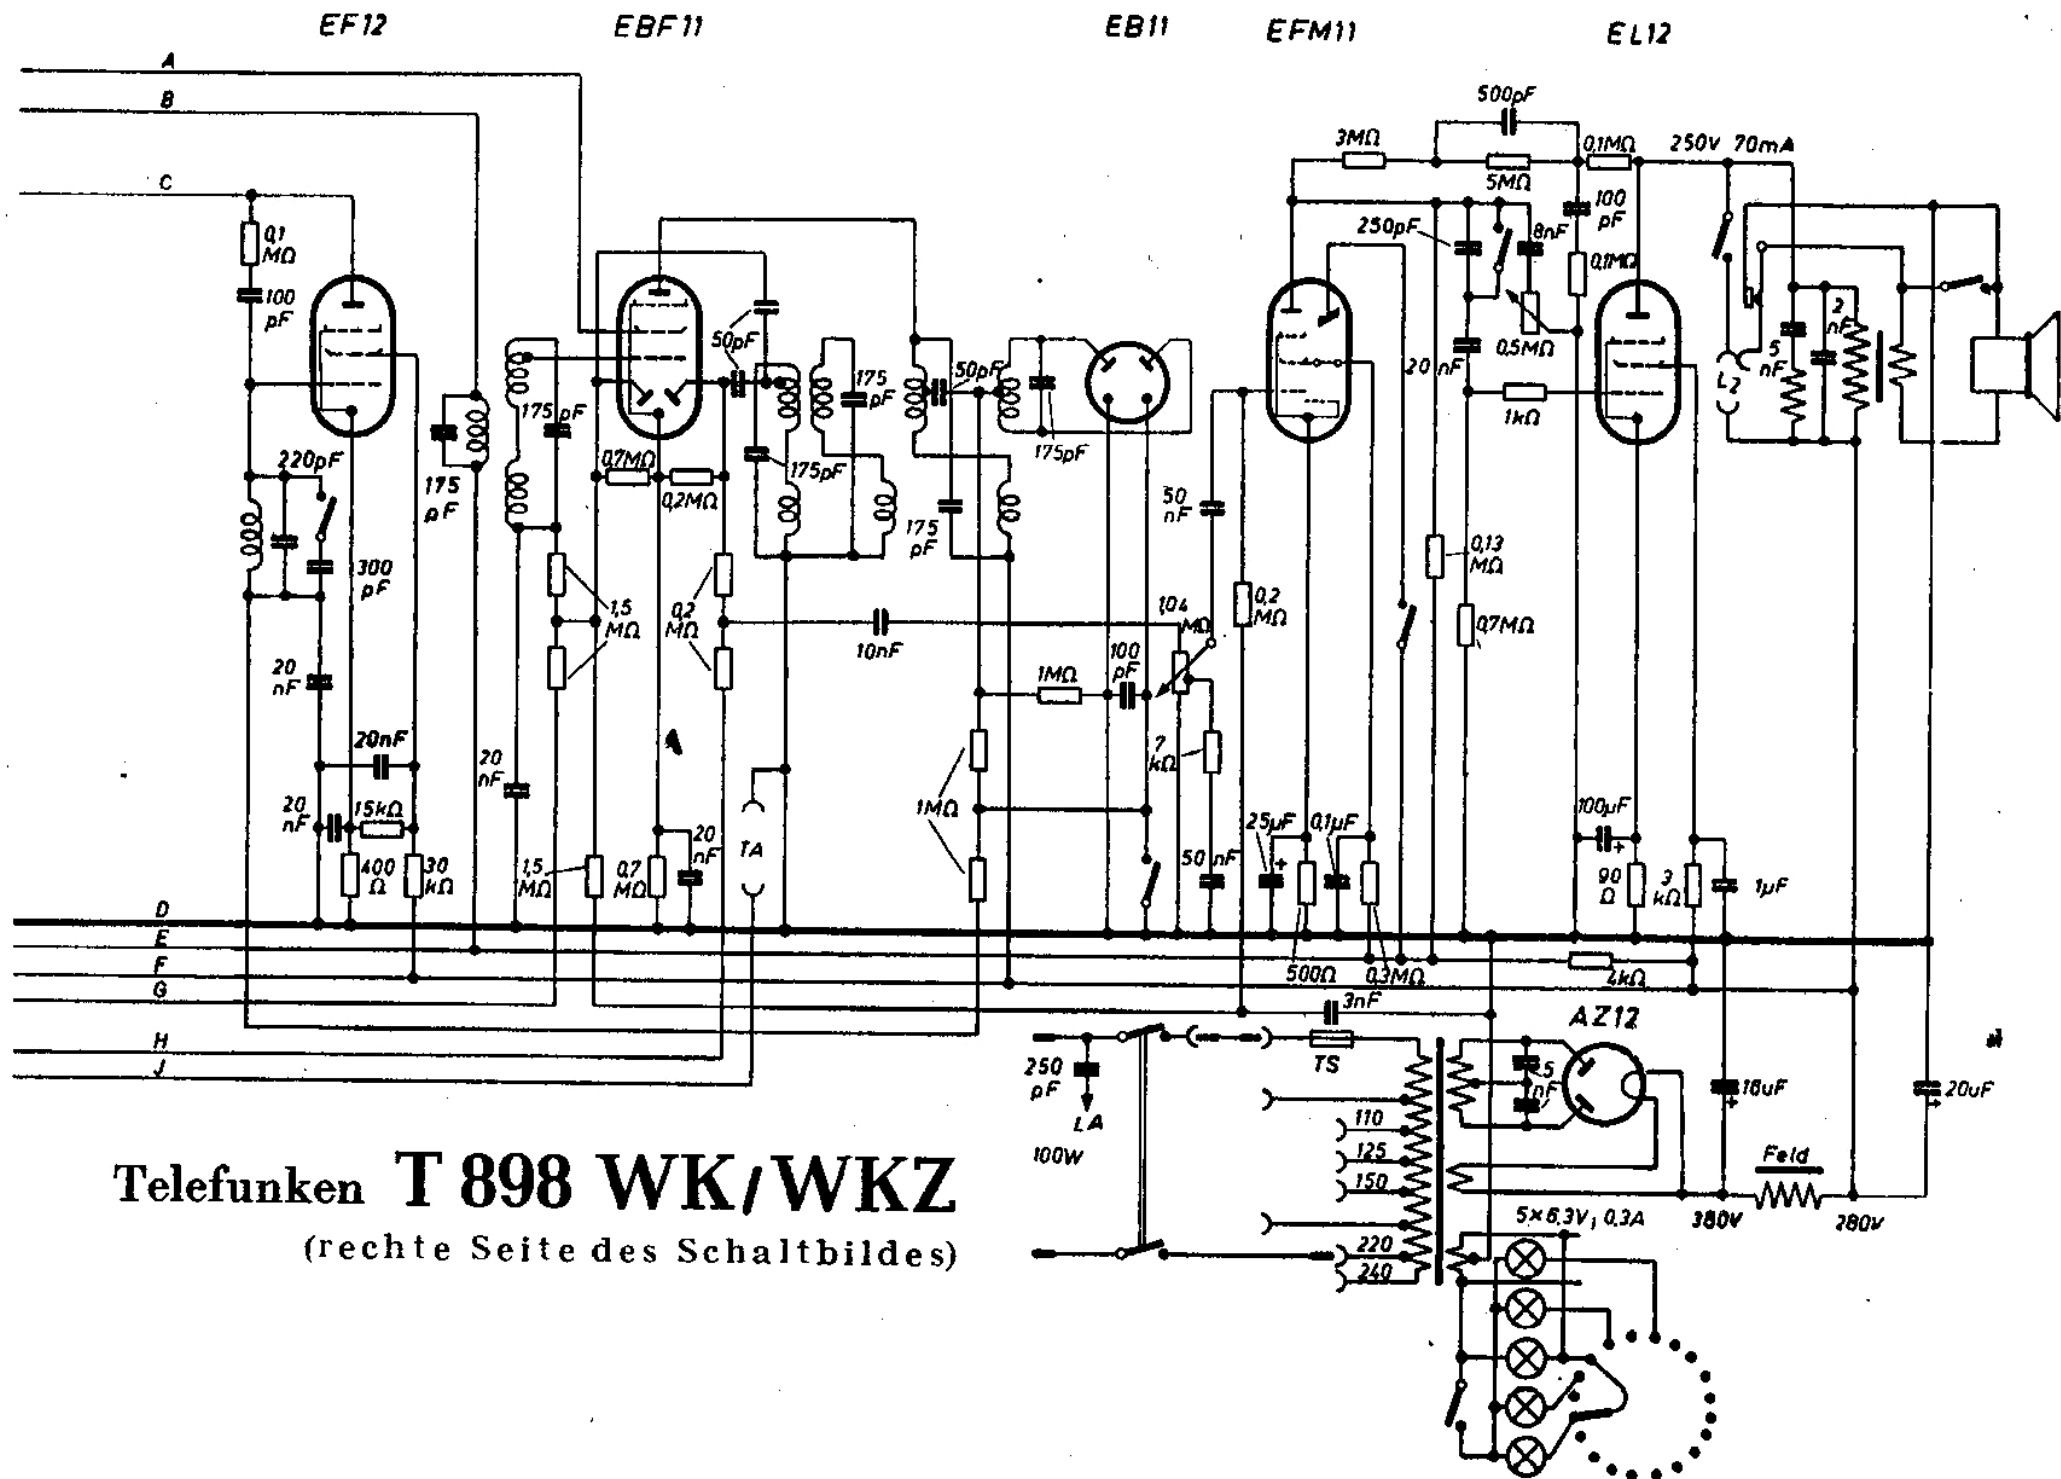 EF12 EBF11 EB11 EFM11 EL12
A
B
C
500pF
3MΩ
5MΩ
0,1MΩ
250V 70mA
0,1
MΩ
100
pF
250pF
8nF
100
pF
0,1MΩ
50pF
50pF
175
pF
20 nF
0,5MΩ
2
nF
5
nF
L2
175 pF
1kΩ
220pF
175
pF
0,7MΩ
0,2MΩ
175pF
175
pF
175pF
50
nF
300
pF
0,13
MΩ
1,5
MΩ
0,2
MΩ
10nF
1,04
MΩ
0,2
MΩ
0,7MΩ
20
nF
1MΩ
100
pF
20nF
20
nF
7
kΩ
20
nF
15kΩ
1MΩ
25µF
0,1µF
100µF
400
Ω
30
kΩ
1,5
MΩ
0,7
MΩ
20
nF
TA
50 nF
90
Ω
3
kΩ
1µF
D
E
F
G
H
J
500Ω
0,3MΩ
4kΩ
3nF
AZ12
250
pF
LA
100W
TS
5
nF
16uF
20uF
110
125
150
220
240
Feld
380V
280V
5×6,3V; 0,3A
Telefunken T 898 WK/WKZ
(rechte Seite des Schaltbildes)